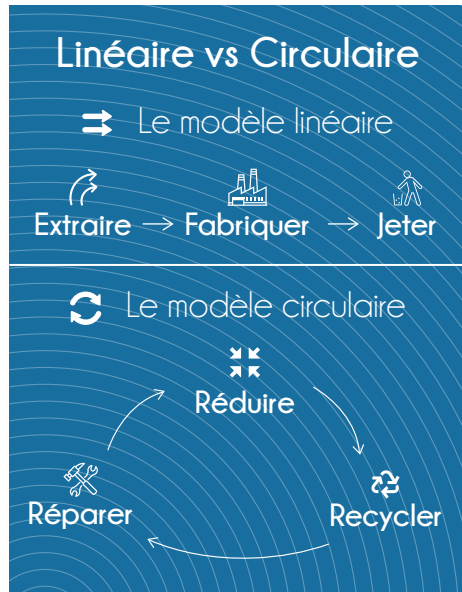 Linéaire vs Circulaire
Le modèle linéaire
Extraire → Fabriquer → Jeter
Le modèle circulaire
Réduire
Réparer
Recycler